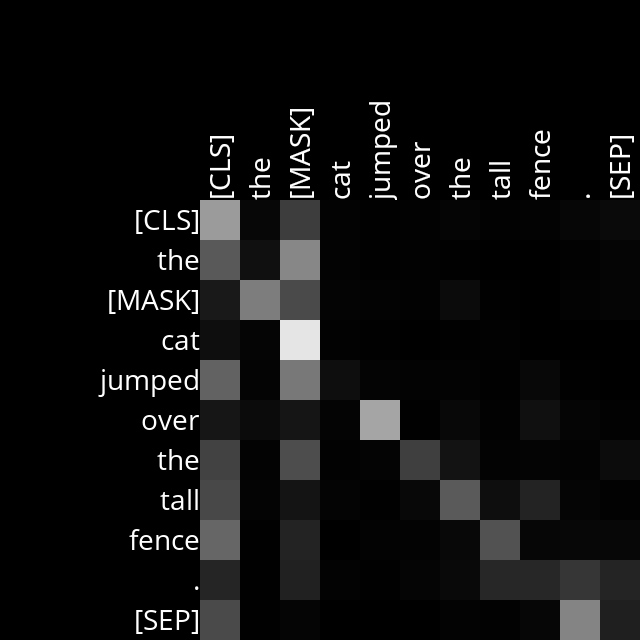 [CLS] the [MASK] cat jumped over the tall fence . [SEP]
[CLS]
the
[MASK]
cat
jumped
over
the
tall
fence
.
[SEP]